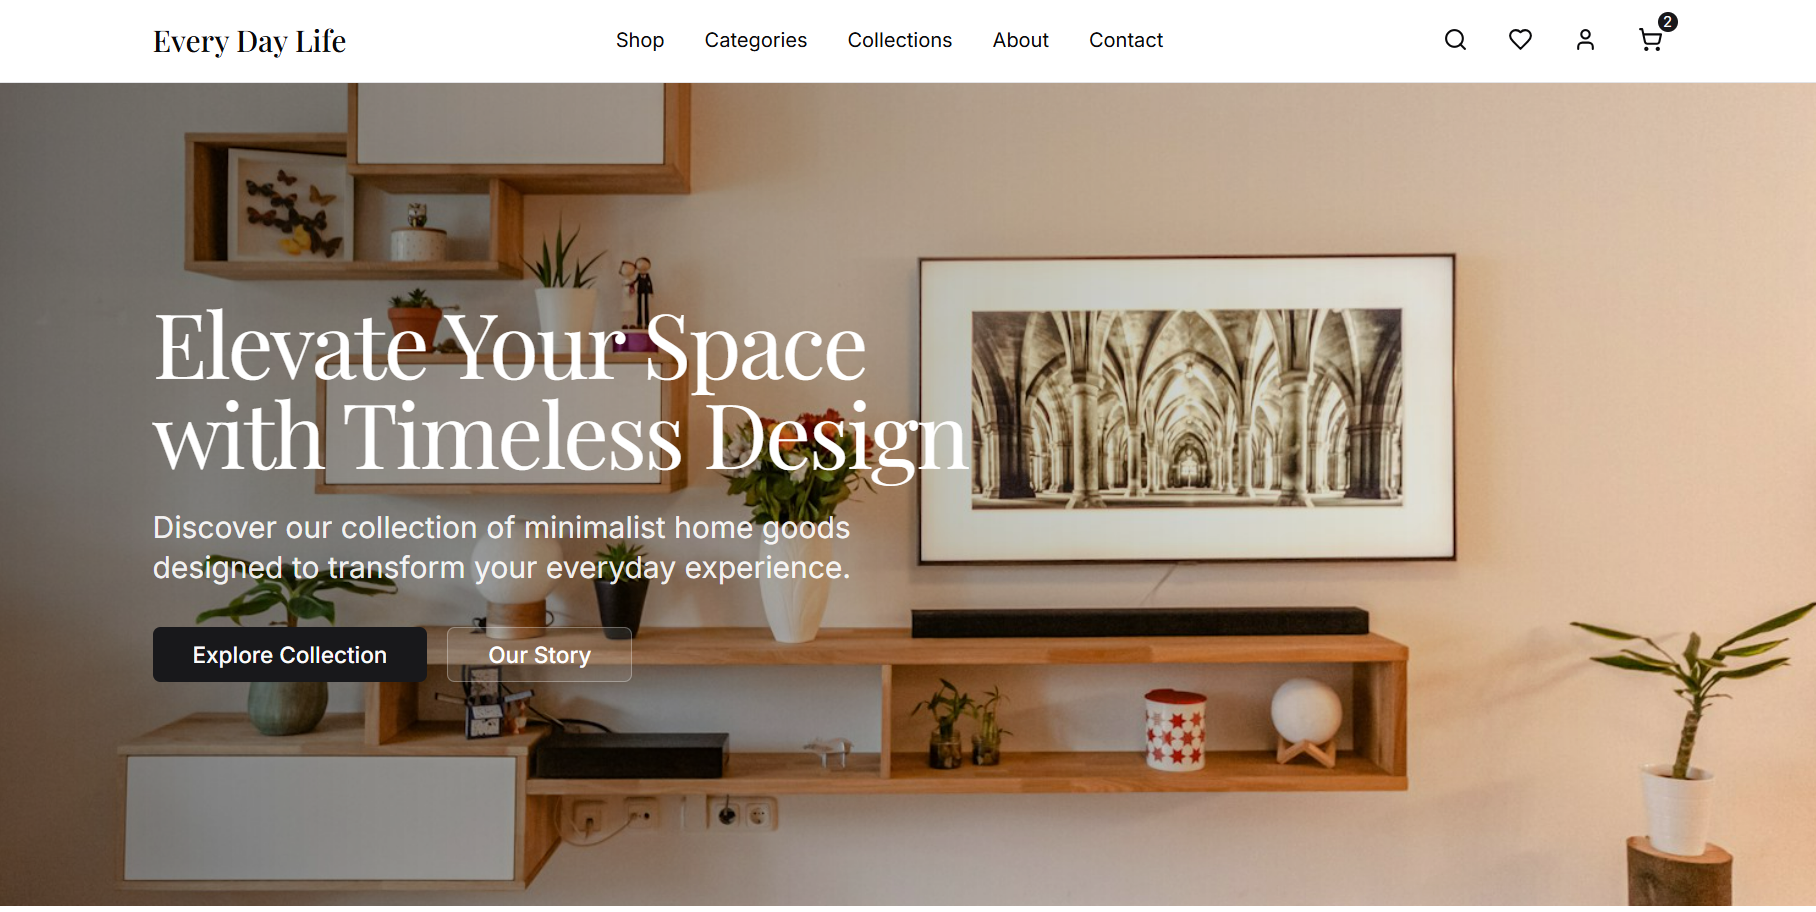 Every Day Life
Shop
Categories
Collections
About
Contact
2
Elevate Your Space
with Timeless Design
Discover our collection of minimalist home goods
designed to transform your everyday experience.
Explore Collection
Our Story